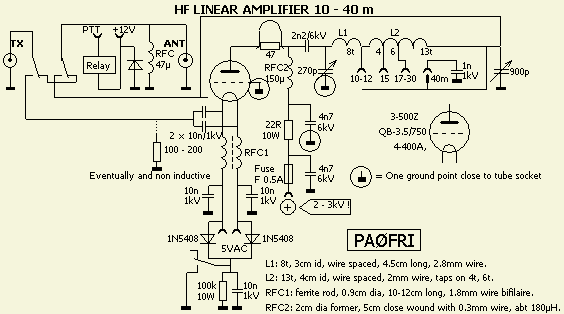 HF LINEAR AMPLIFIER 10 - 40 m
TX
PTT
+12V
Relay
RFC
47µ
ANT
47
RFC2
150µ
2n2/6kV
270p
L1
8t
L2
4
6
13t
10-12
15
17-30
40m
1n
1kV
900p
2 x 10n/1kV
100 - 200
Eventually and non inductive
RFC1
22R
10W
4n7
6kV
4n7
6kV
Fuse
F 0.5A
2 - 3kV !
3-500Z
QB-3.5/750
4-400A,
= One ground point close to tube socket
10n
1kV
10n
1kV
1N5408
5VAC
1N5408
100k
10W
10n
1kV
PAØFRI
L1: 8t, 3cm id, wire spaced, 4.5cm long, 2.8mm wire.
L2: 13t, 4cm id, wire spaced, 2mm wire, taps on 4t, 6t.
RFC1: ferrite rod, 0.9cm dia, 10-12cm long, 1.8mm wire bifilaire.
RFC2: 2cm dia former, 5cm close wound with 0.3mm wire, abt 180µH.